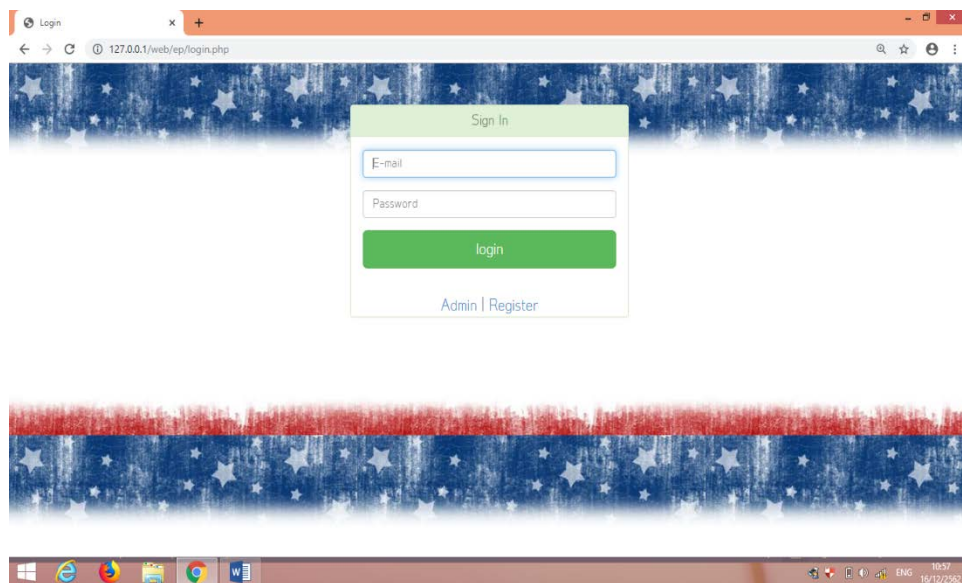 Login
127.0.0.1/web/ep/login.php
Sign In
E-mail
Password
login
Admin | Register
ENG
10:57
16/12/2562